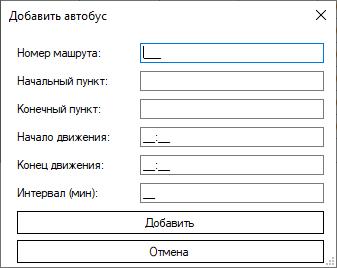 Добавить автобус
Номер машрута: ___
Начальный пункт:
Конечный пункт:
Начало движения: __:__
Конец движения: __:__
Интервал (мин): __
Добавить
Отмена